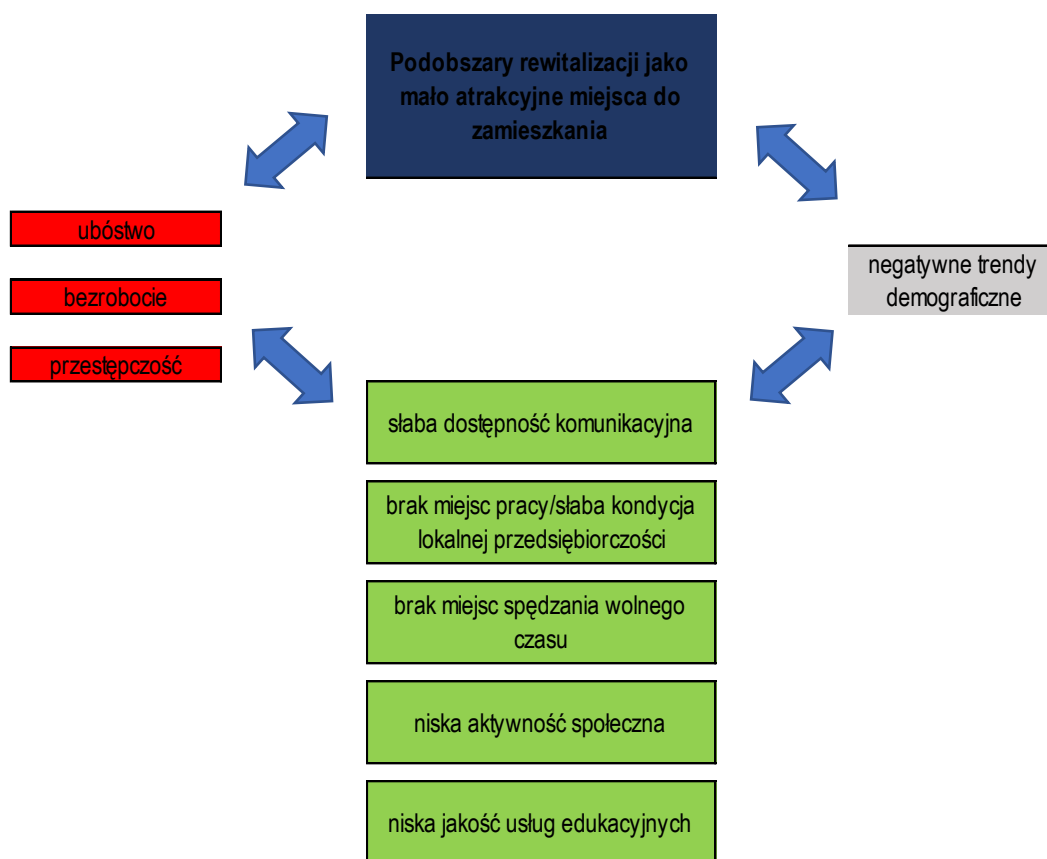 Podobszary rewitalizacji jako
mało atrakcyjne miejsca do
zamieszkania
ubóstwo
bezrobocie
przestępczość
negatywne trendy
demograficzne
słaba dostępność komunikacyjna
brak miejsc pracy/słaba kondycja
lokalnej przedsiębiorczości
brak miejsc spędzania wolnego
czasu
niska aktywność społeczna
niska jakość usług edukacyjnych